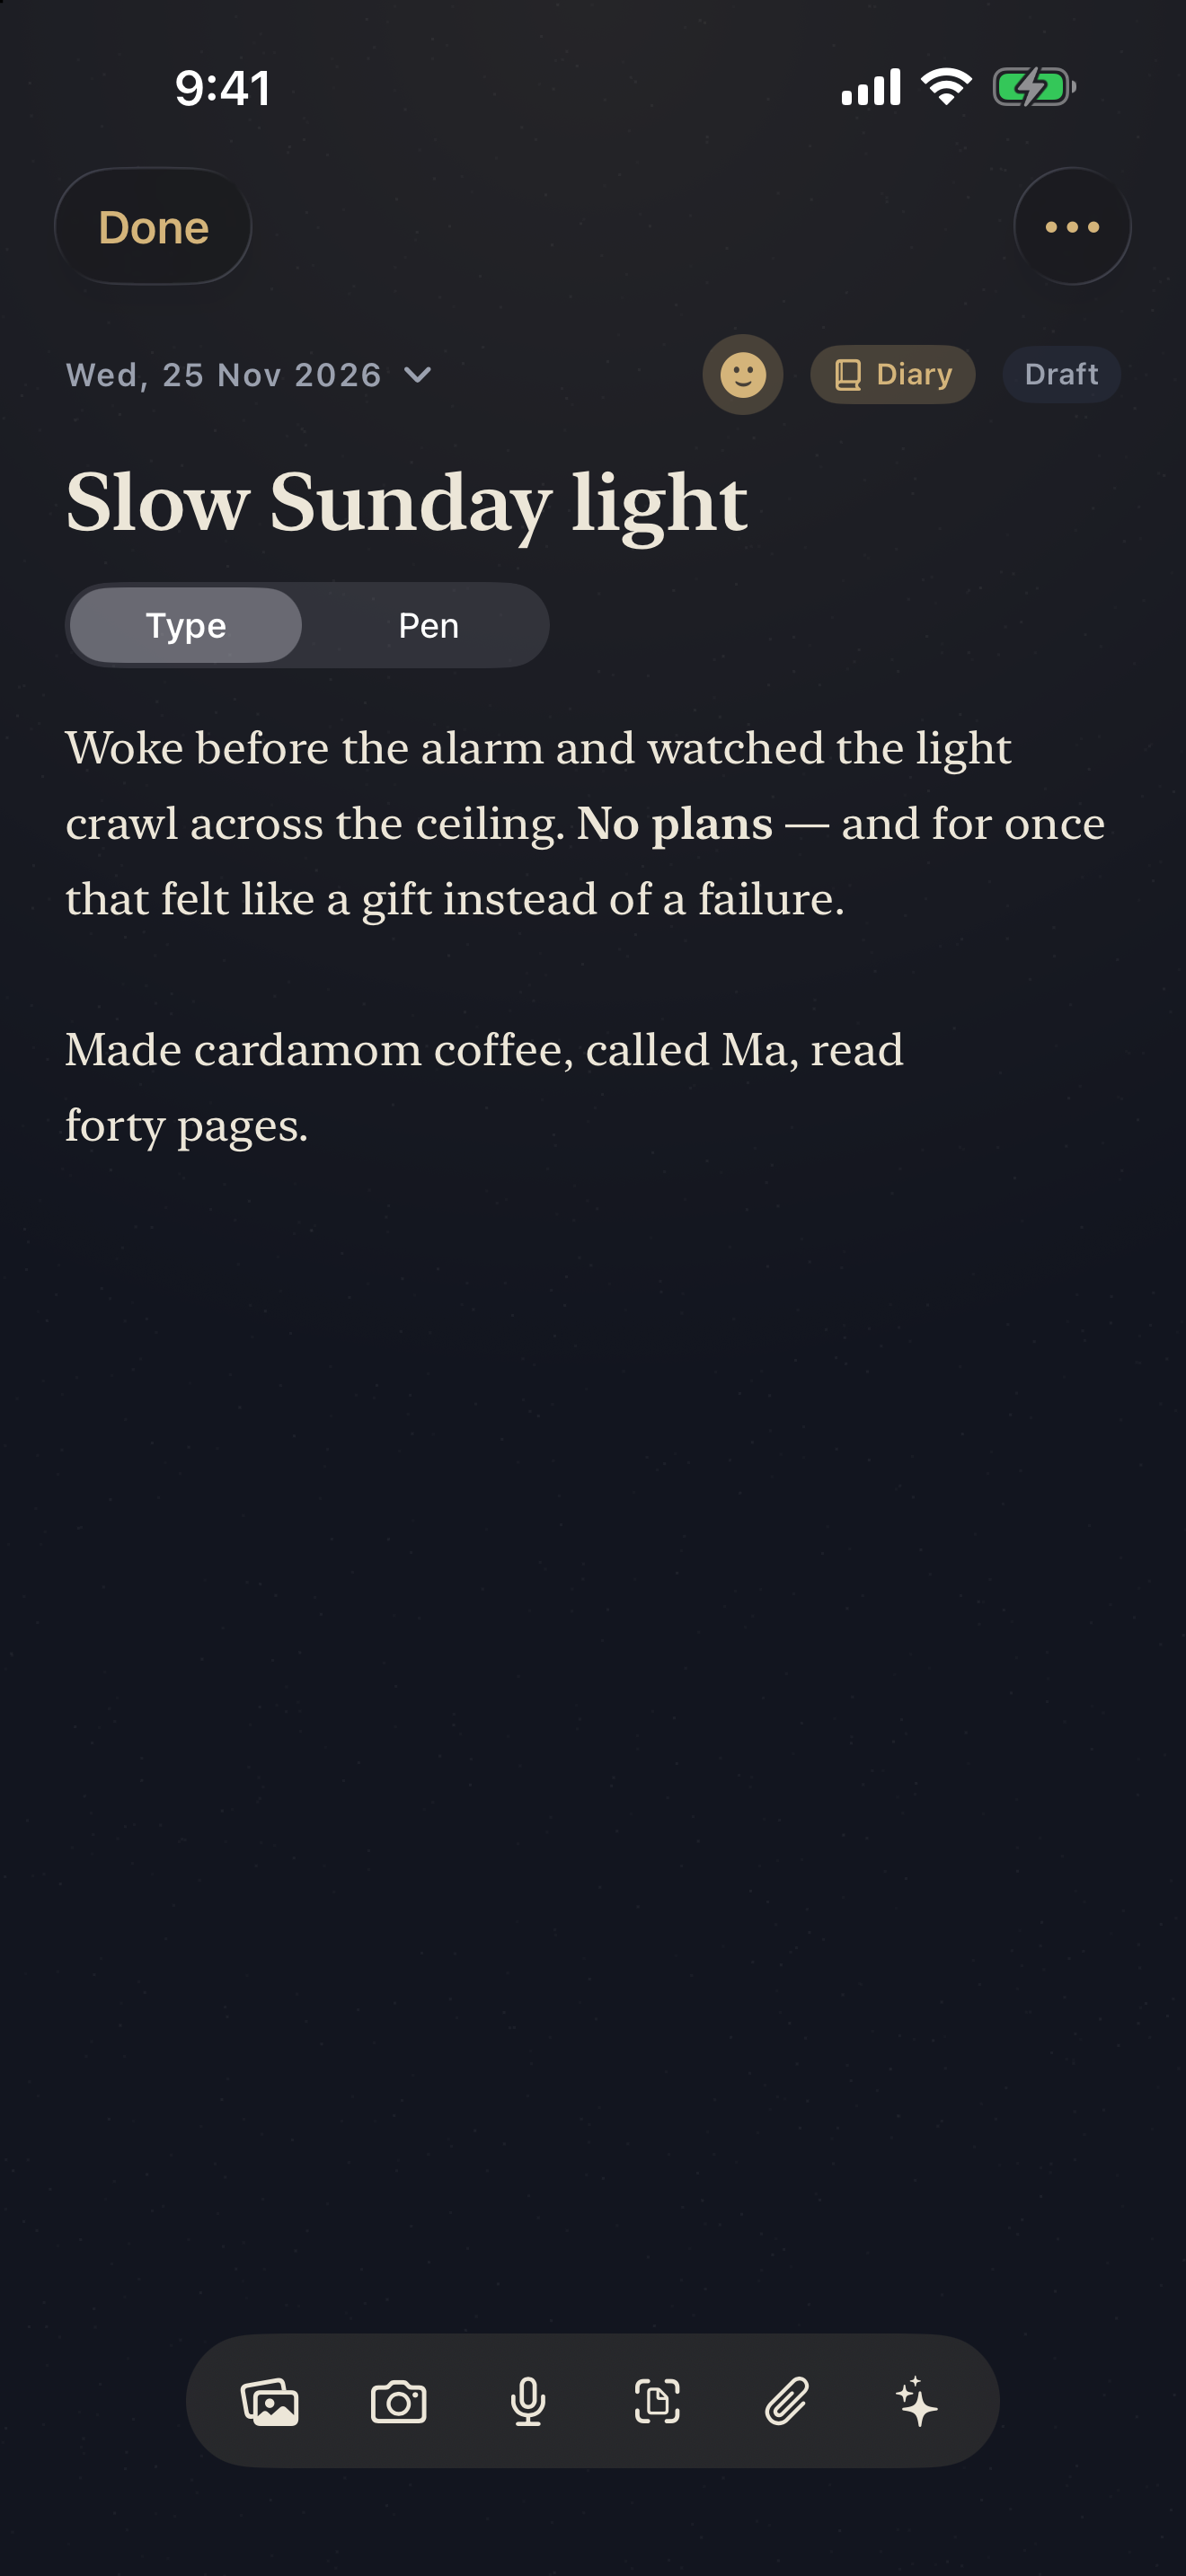 9:41
Done
Wed, 25 Nov 2026
Diary
Draft
Slow Sunday light
Type
Pen
Woke before the alarm and watched the light
crawl across the ceiling. No plans — and for once
that felt like a gift instead of a failure.
Made cardamom coffee, called Ma, read
forty pages.